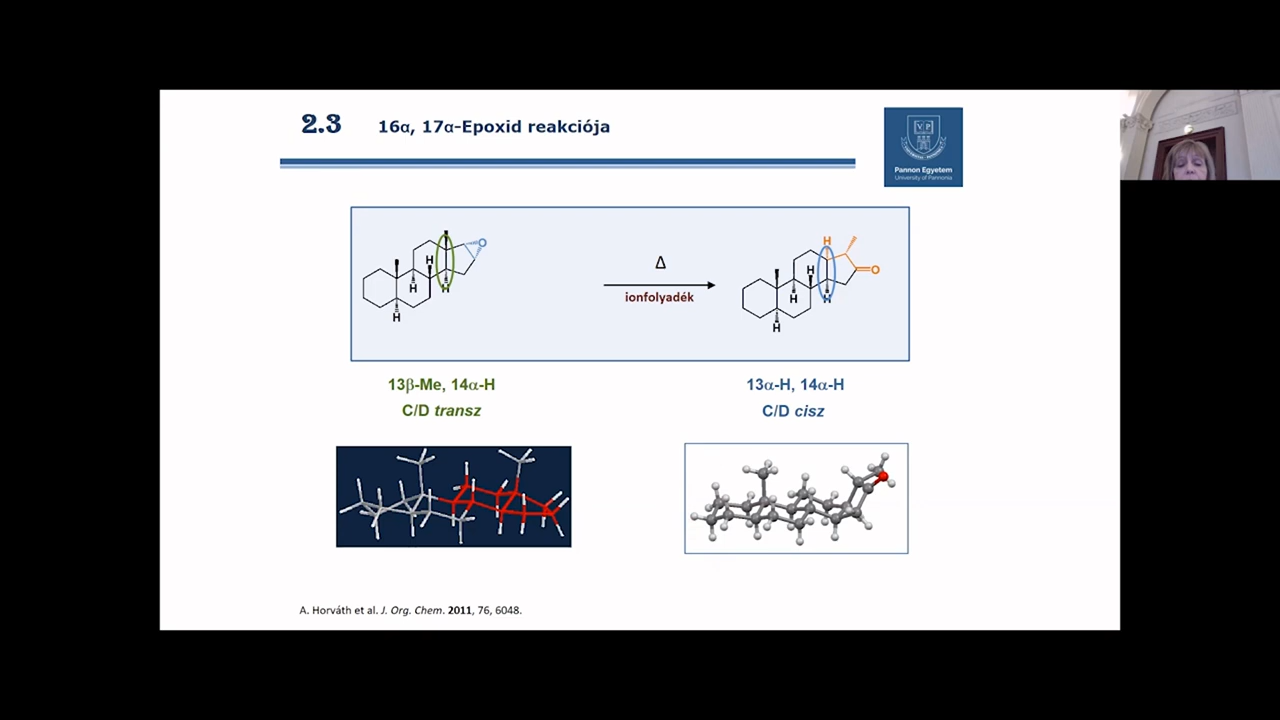 2.3 16α, 17α-Epoxid reakciója
V P
Pannon Egyetem
University of Pannonia
H
H
H
H
O
Δ
ionfolyadék
H
H
H
H
H
O
13β-Me, 14α-H
C/D transz
13α-H, 14α-H
C/D cisz
A. Horváth et al. J. Org. Chem. 2011, 76, 6048.